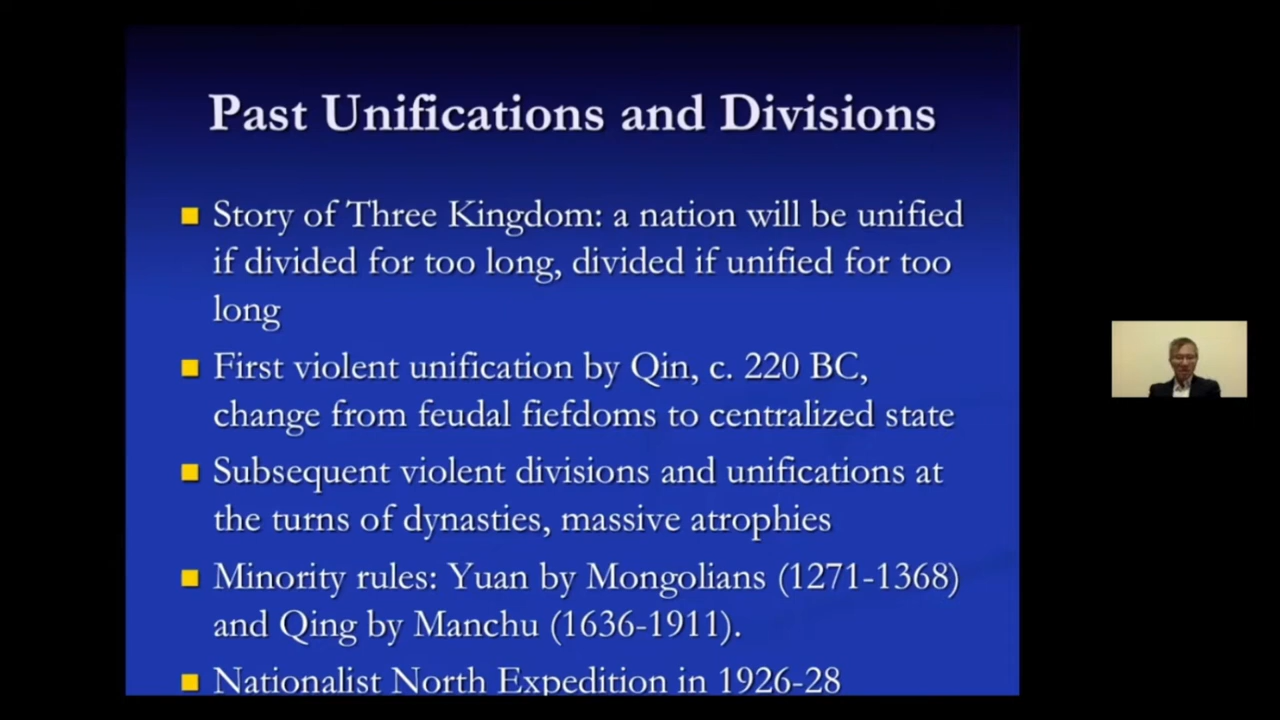 Past Unifications and Divisions
Story of Three Kingdom: a nation will be unified
if divided for too long, divided if unified for too
long
First violent unification by Qin, c. 220 BC,
change from feudal fiefdoms to centralized state
Subsequent violent divisions and unifications at
the turns of dynasties, massive atrophies
Minority rules: Yuan by Mongolians (1271-1368)
and Qing by Manchu (1636-1911).
Nationalist North Expedition in 1926-28